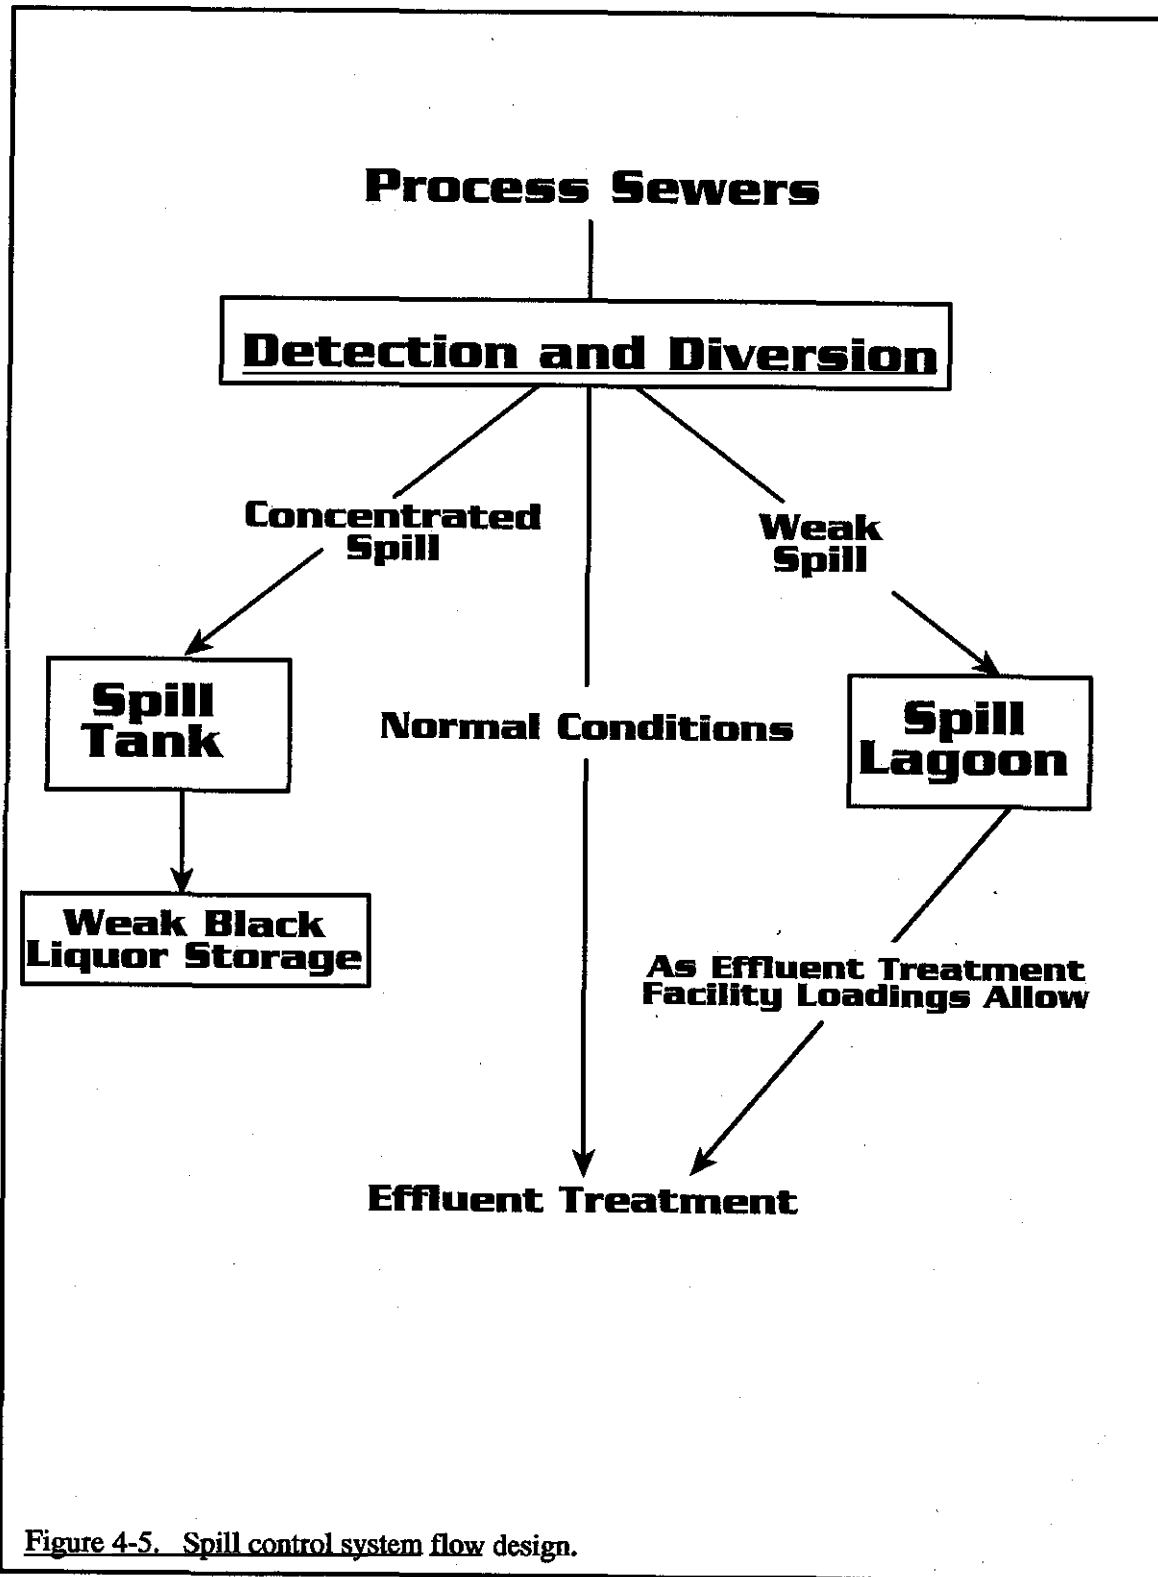 Process Sewers
Detection and Diversion
Concentrated
Spill
Weak
Spill
Spill
Tank
Normal Conditions
Spill
Lagoon
Weak Black
Liquor Storage
As Effluent Treatment
Facility Loadings Allow
Effluent Treatment
Figure 4-5. Spill control system flow design.